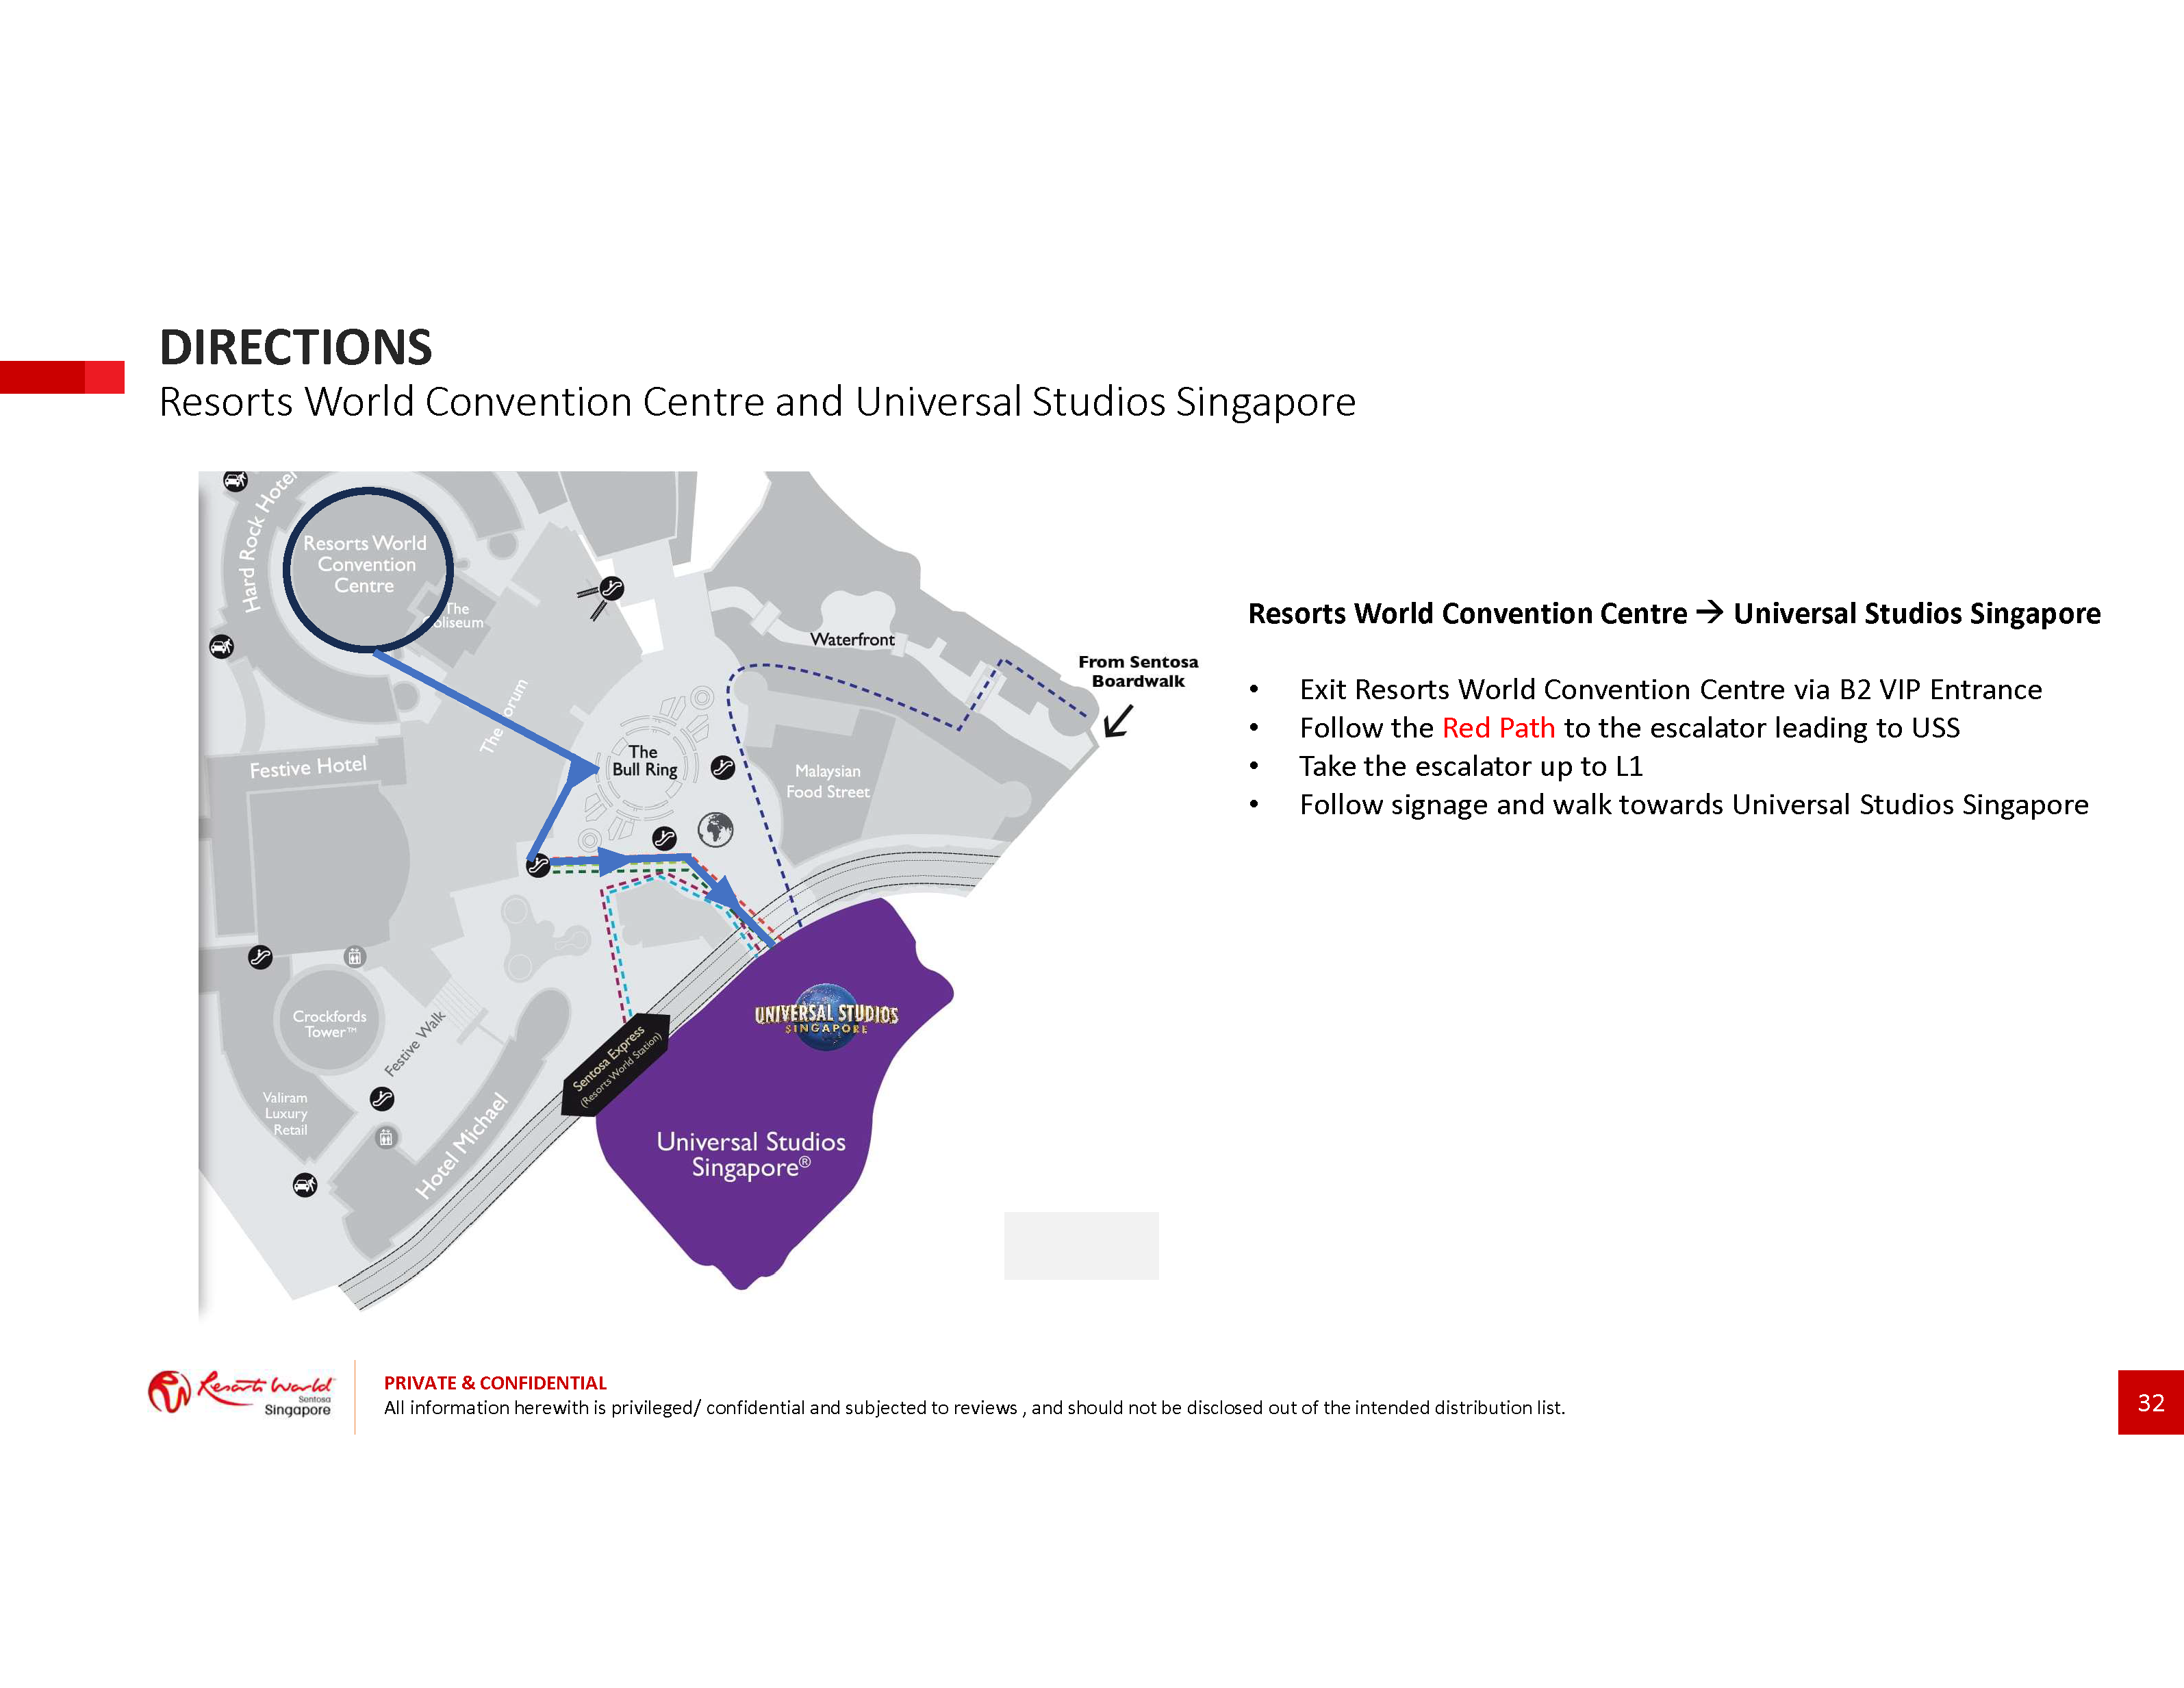 DIRECTIONS
Resorts World Convention Centre and Universal Studios Singapore
Hard Rock Hotel
Resorts World
Convention
Centre
The
Coliseum
The Forum
Waterfront
From Sentosa
Boardwalk
The
Bull Ring
Malaysian
Food Street
Festive Hotel
Crockfords
Tower™
Festive Walk
Valiram
Luxury
Retail
Hotel Michael
Sentosa Express
(Resorts World Station)
UNIVERSAL STUDIOS
SINGAPORE
Universal Studios
Singapore®
Resorts World Convention Centre → Universal Studios Singapore
• Exit Resorts World Convention Centre via B2 VIP Entrance
• Follow the Red Path to the escalator leading to USS
• Take the escalator up to L1
• Follow signage and walk towards Universal Studios Singapore
Resorts World
Sentosa
Singapore
PRIVATE & CONFIDENTIAL
All information herewith is privileged/ confidential and subjected to reviews , and should not be disclosed out of the intended distribution list.
32